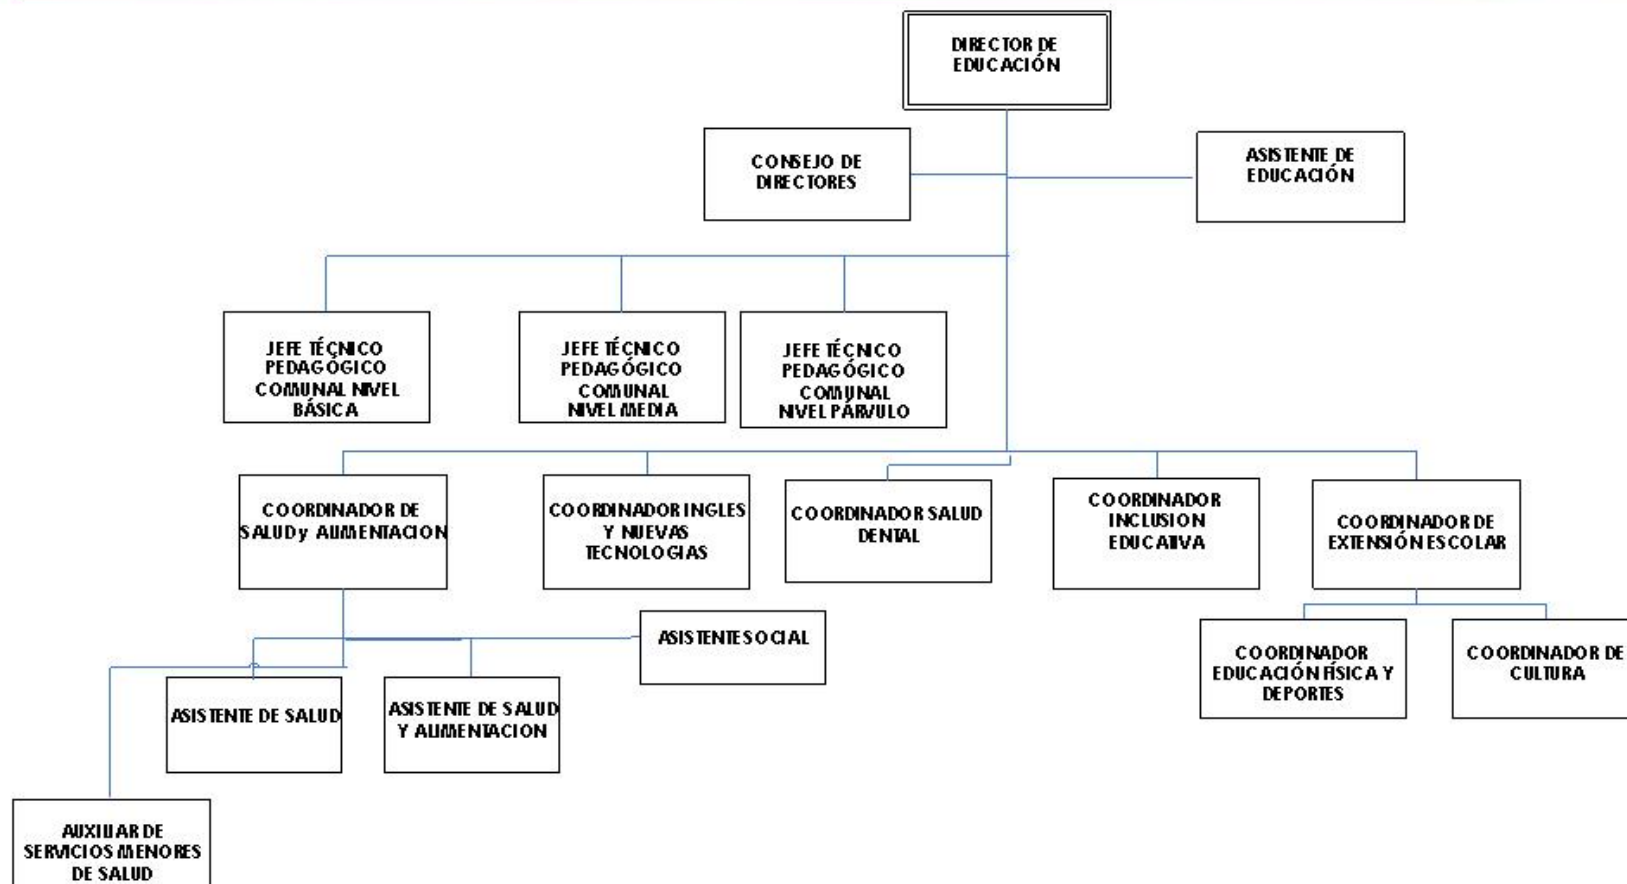 DIRECTOR DE
EDUCACIÓN
CONSEJO DE
DIRECTORES
ASISTENTE DE
EDUCACIÓN
JEFE TÉCNICO
PEDAGÓGICO
COMUNAL NIVEL
BÁSICA
JEFE TÉCNICO
PEDAGÓGICO
COMUNAL
NIVEL MEDIA
JEFE TÉCNICO
PEDAGÓGICO
COMUNAL
NIVEL PÁRVULO
COORDINADOR DE
SALUD y ALIMENTACION
COORDINADOR INGLES
Y NUEVAS
TECNOLOGIAS
COORDINADOR SALUD
DENTAL
COORDINADOR
INCLUSION
EDUCATIVA
COORDINADOR DE
EXTENSIÓN ESCOLAR
ASISTENTE SOCIAL
COORDINADOR
EDUCACIÓN FÍSICA Y
DEPORTES
COORDINADOR DE
CULTURA
ASISTENTE DE SALUD
ASISTENTE DE SALUD
Y ALIMENTACION
AUXILIAR DE
SERVICIOS MENORES
DE SALUD